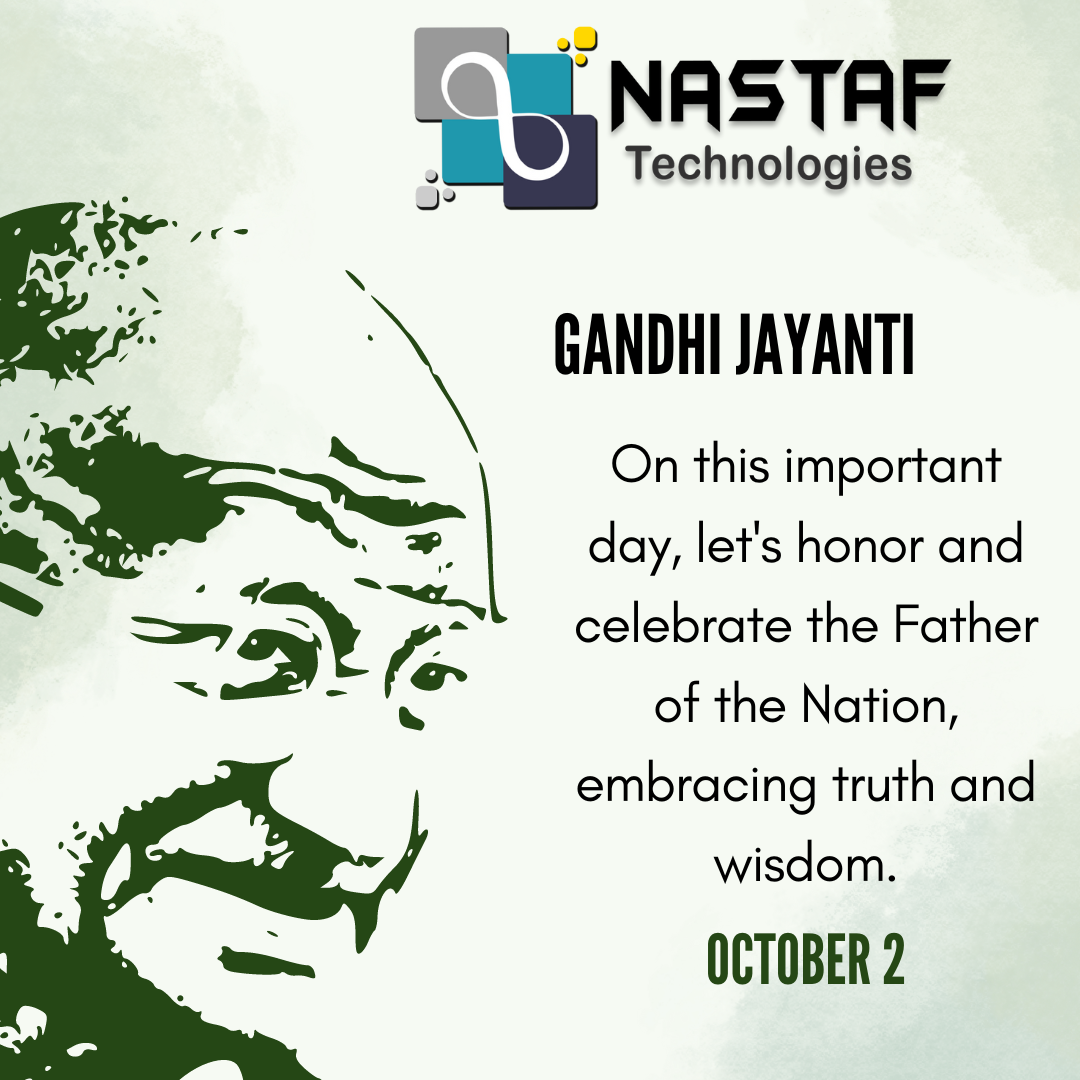 NASTAF
Technologies
GANDHI JAYANTI
On this important
day, let's honor and
celebrate the Father
of the Nation,
embracing truth and
wisdom.
OCTOBER 2